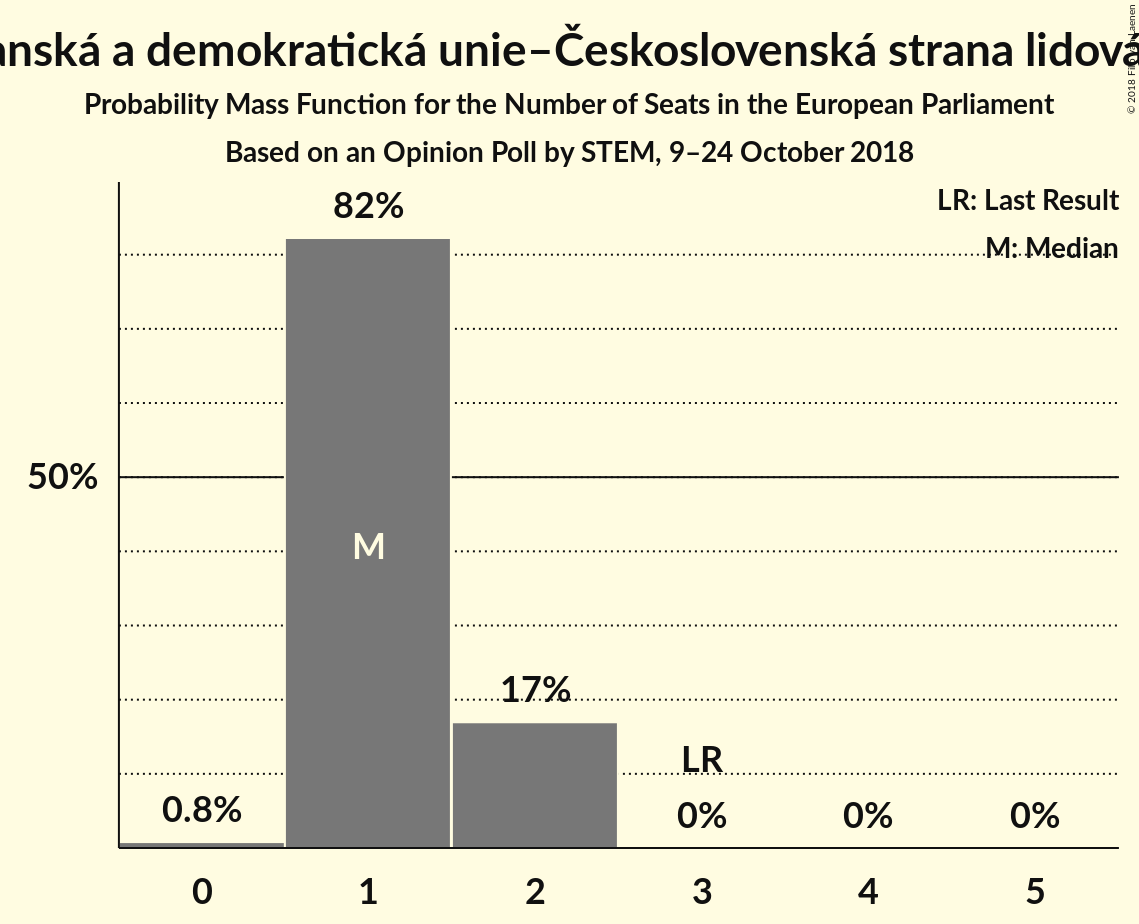 anská a demokratická unie–Československá strana lidová
Probability Mass Function for the Number of Seats in the European Parliament
Based on an Opinion Poll by STEM, 9–24 October 2018
© 2018 Filip van Laenen
LR: Last Result
M: Median
82%
50%
M
17%
LR
0.8%
0%
0%
0%
0 1 2 3 4 5